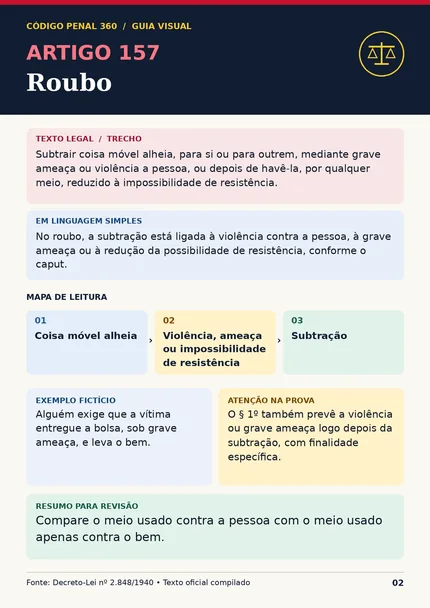 CÓDIGO PENAL 360 / GUIA VISUAL
ARTIGO 157
Roubo
TEXTO LEGAL / TRECHO
Subtrair coisa móvel alheia, para si ou para outrem, mediante grave
ameaça ou violência a pessoa, ou depois de havê-la, por qualquer
meio, reduzido à impossibilidade de resistência.
EM LINGUAGEM SIMPLES
No roubo, a subtração está ligada à violência contra a pessoa, à grave
ameaça ou à redução da possibilidade de resistência, conforme o
caput.
MAPA DE LEITURA
01
Coisa móvel alheia
›
02
Violência, ameaça
ou impossibilidade
de resistência
›
03
Subtração
EXEMPLO FICTÍCIO
Alguém exige que a vítima
entregue a bolsa, sob grave
ameaça, e leva o bem.
ATENÇÃO NA PROVA
O § 1º também prevê a violência
ou grave ameaça logo depois da
subtração, com finalidade
específica.
RESUMO PARA REVISÃO
Compare o meio usado contra a pessoa com o meio usado
apenas contra o bem.
Fonte: Decreto-Lei nº 2.848/1940 • Texto oficial compilado
02